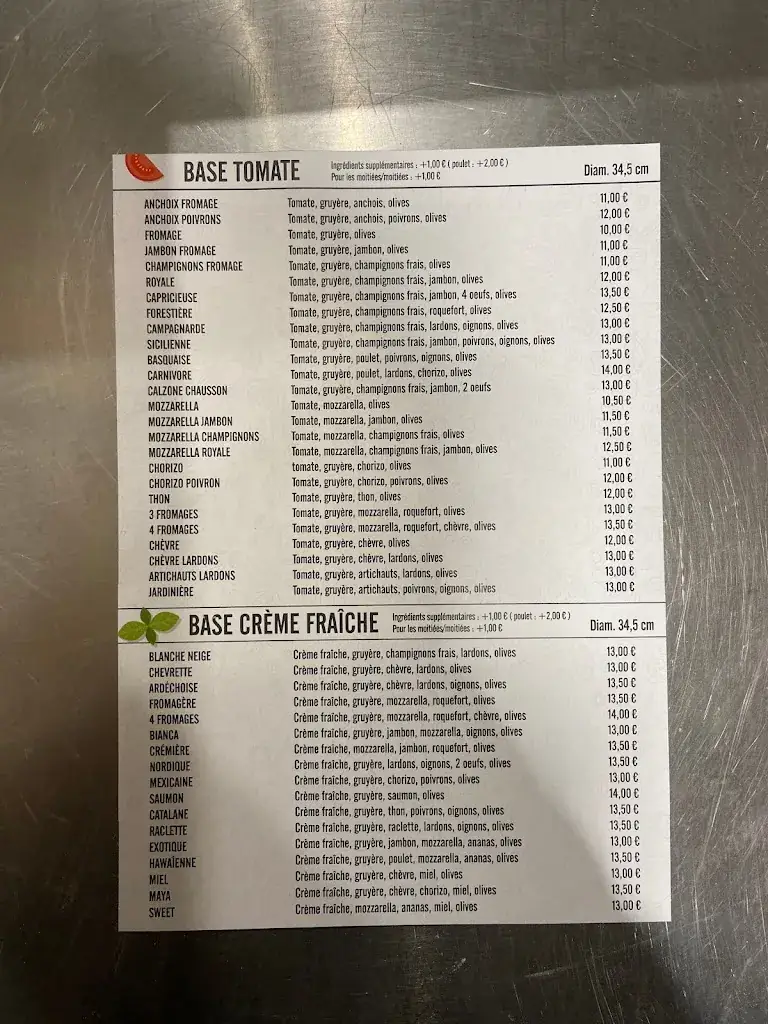 BASE TOMATE Ingrédients supplémentaires : +1,00 € ( poulet : +2,00 € ) Diam. 34,5 cm
Pour les moitiées/moitiées : +1,00 €
ANCHOIX FROMAGE Tomate, gruyère, anchois, olives 11,00 €
ANCHOIX POIVRONS Tomate, gruyère, anchois, poivrons, olives 12,00 €
FROMAGE Tomate, gruyère, olives 10,00 €
JAMBON FROMAGE Tomate, gruyère, jambon, olives 11,00 €
CHAMPIGNONS FROMAGE Tomate, gruyère, champignons frais, olives 11,00 €
ROYALE Tomate, gruyère, champignons frais, jambon, olives 12,00 €
CAPRICIEUSE Tomate, gruyère, champignons frais, jambon, 4 oeufs, olives 13,50 €
FORESTIÈRE Tomate, gruyère, champignons frais, roquefort, olives 12,50 €
CAMPAGNARDE Tomate, gruyère, champignons frais, lardons, oignons, olives 13,00 €
SICILIENNE Tomate, gruyère, champignons frais, jambon, poivrons, oignons, olives 13,00 €
BASQUAISE Tomate, gruyère, poulet, poivrons, oignons, olives 13,50 €
CARNIVORE Tomate, gruyère, poulet, lardons, chorizo, olives 14,00 €
CALZONE CHAUSSON Tomate, gruyère, champignons frais, jambon, 2 oeufs 13,00 €
MOZZARELLA Tomate, mozzarella, olives 10,50 €
MOZZARELLA JAMBON Tomate, mozzarella, jambon, olives 11,50 €
MOZZARELLA CHAMPIGNONS Tomate, mozzarella, champignons frais, olives 11,50 €
MOZZARELLA ROYALE Tomate, mozzarella, champignons frais, jambon, olives 12,50 €
CHORIZO tomate, gruyère, chorizo, olives 11,00 €
CHORIZO POIVRON Tomate, gruyère, chorizo, poivrons, olives 12,00 €
THON Tomate, gruyère, thon, olives 12,00 €
3 FROMAGES Tomate, gruyère, mozzarella, roquefort, olives 13,00 €
4 FROMAGES Tomate, gruyère, mozzarella, roquefort, chèvre, olives 13,50 €
CHÈVRE Tomate, gruyère, chèvre, olives 12,00 €
CHÈVRE LARDONS Tomate, gruyère, chèvre, lardons, olives 13,00 €
ARTICHAUTS LARDONS Tomate, gruyère, artichauts, lardons, olives 13,00 €
JARDINIÈRE Tomate, gruyère, artichauts, poivrons, oignons, olives 13,00 €
BASE CRÈME FRAÎCHE Ingrédients supplémentaires : +1,00 € ( poulet : +2,00 € ) Diam. 34,5 cm
Pour les moitiées/moitiées : +1,00 €
BLANCHE NEIGE Crème fraîche, gruyère, champignons frais, lardons, olives 13,00 €
CHEVRETTE Crème fraîche, gruyère, chèvre, lardons, olives 13,00 €
ARDÉCHOISE Crème fraîche, gruyère, chèvre, lardons, oignons, olives 13,50 €
FROMAGÈRE Crème fraîche, gruyère, mozzarella, roquefort, olives 13,50 €
4 FROMAGES Crème fraîche, gruyère, mozzarella, roquefort, chèvre, olives 14,00 €
BIANCA Crème fraîche, gruyère, jambon, mozzarella, oignons, olives 13,00 €
CRÉMIÈRE Crème fraiche, mozzarella, jambon, roquefort, olives 13,50 €
NORDIQUE Crème fraîche, gruyère, lardons, oignons, 2 oeufs, olives 13,50 €
MEXICAINE Crème fraîche, gruyère, chorizo, poivrons, olives 13,00 €
SAUMON Crème fraîche, gruyère, saumon, olives 14,00 €
CATALANE Crème fraîche, gruyère, thon, poivrons, oignons, olives 13,50 €
RACLETTE Crème fraîche, gruyère, raclette, lardons, oignons, olives 13,50 €
EXOTIQUE Crème fraîche, gruyère, jambon, mozzarella, ananas, olives 13,00 €
HAWAÏENNE Crème fraîche, gruyère, poulet, mozzarella, ananas, olives 13,50 €
MIEL Crème fraîche, gruyère, chèvre, miel, olives 13,00 €
MAYA Crème fraîche, gruyère, chèvre, chorizo, miel, olives 13,50 €
SWEET Crème fraîche, mozzarella, ananas, miel, olives 13,00 €